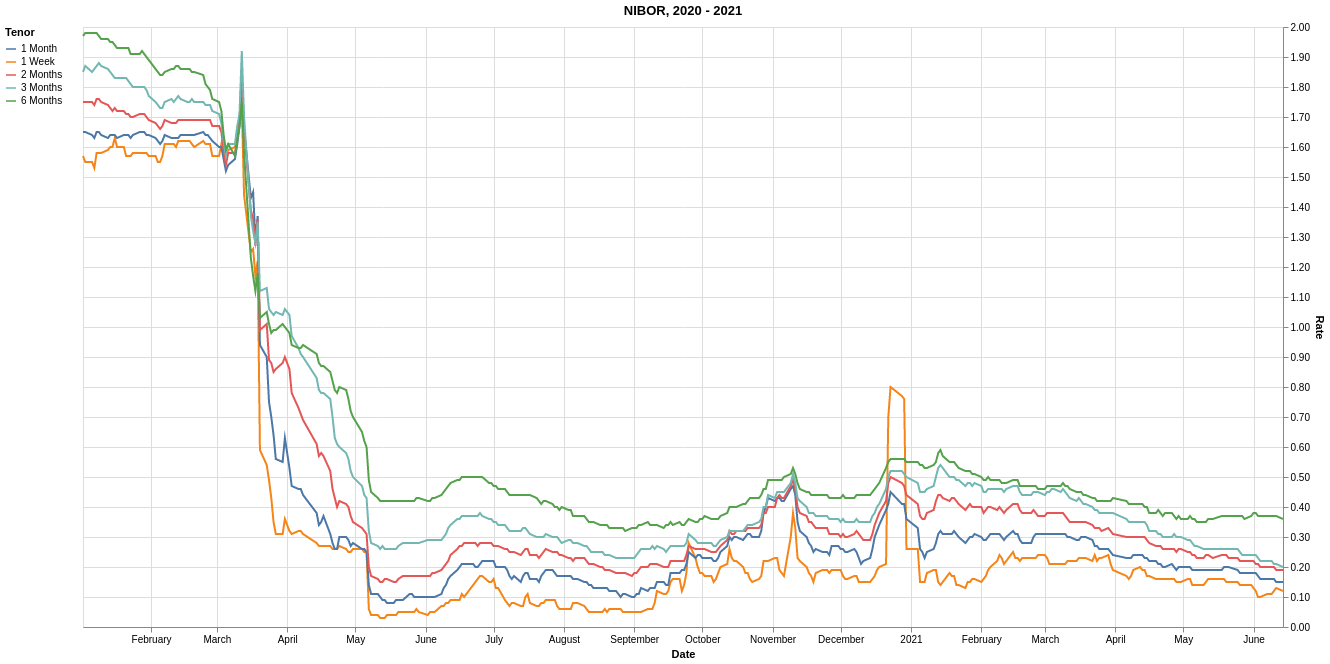 NIBOR, 2020 - 2021
Tenor
1 Month
1 Week
2 Months
3 Months
6 Months
2.00
1.90
1.80
1.70
1.60
1.50
1.40
1.30
1.20
1.10
1.00
0.90
0.80
0.70
0.60
0.50
0.40
0.30
0.20
0.10
0.00
Rate
February March April May June July August September October November December 2021 February March April May June
Date